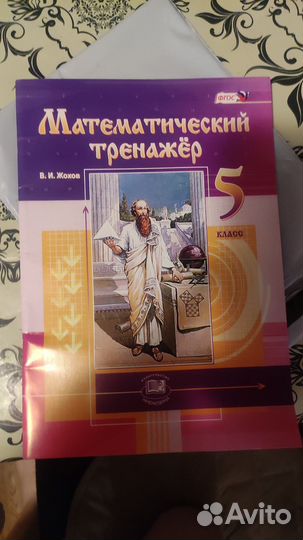 ФГОС
Математический
тренажёр
В. И. Жохов
5
класс
Avito